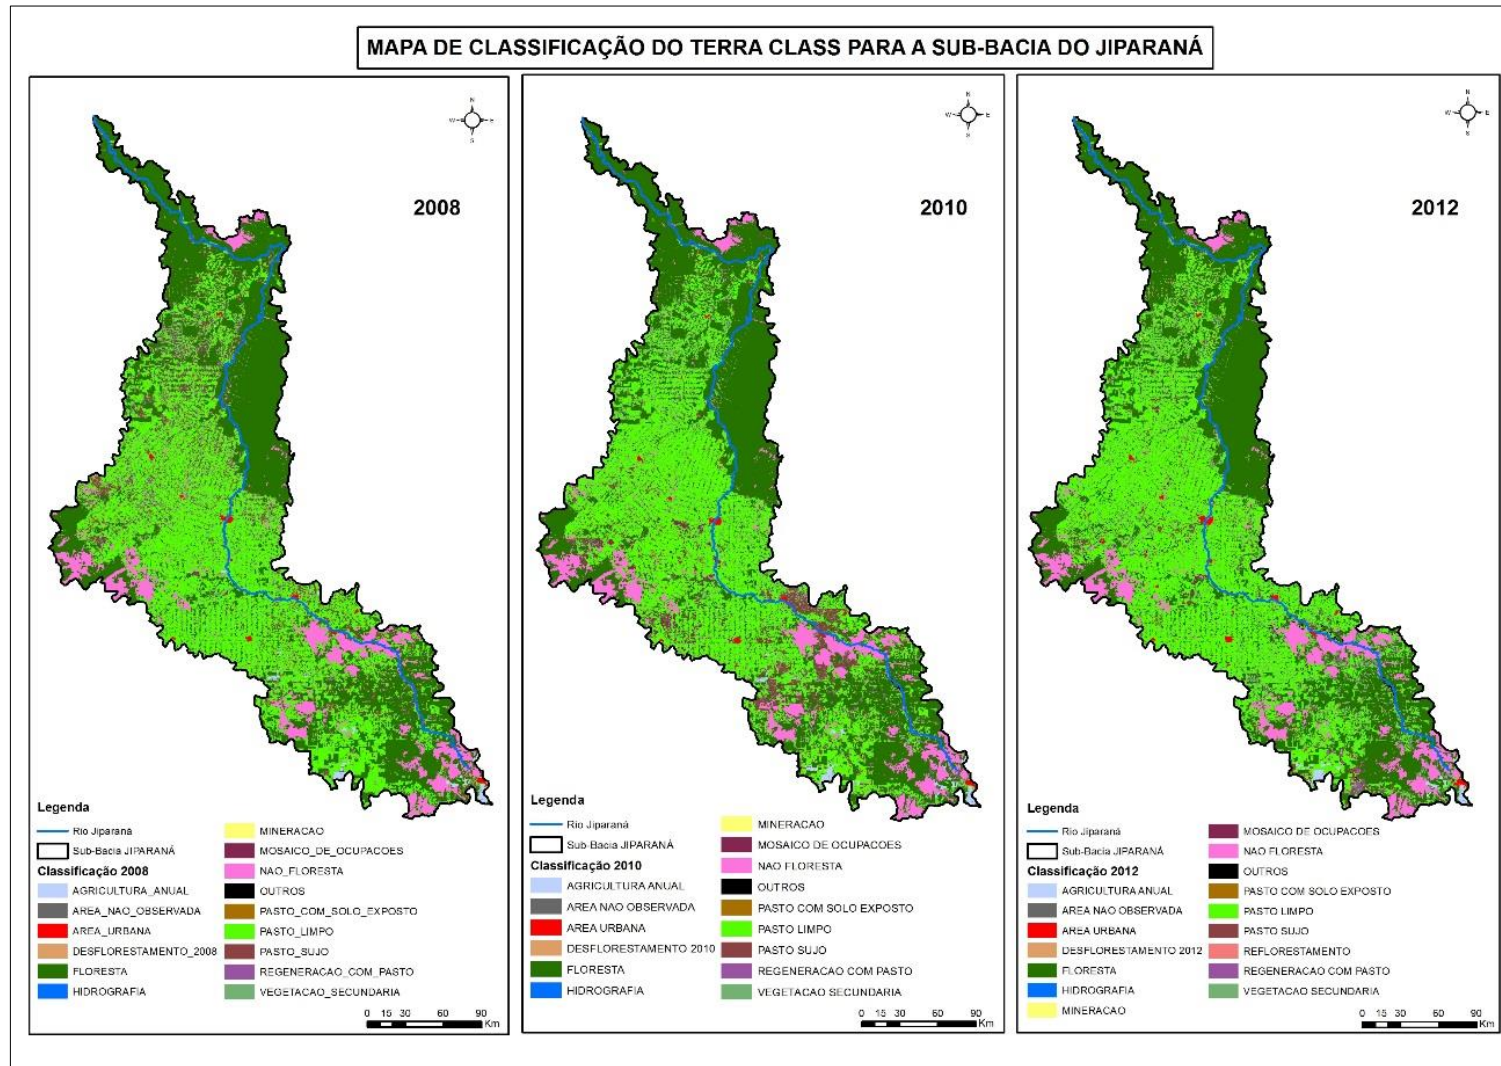 MAPA DE CLASSIFICAÇÃO DO TERRA CLASS PARA A SUB-BACIA DO JIPARANÁ
N
W E
S
2008
Legenda
Rio Jiparaná
Sub-Bacia JIPARANÁ
Classificação 2008
AGRICULTURA_ANUAL
AREA_NAO_OBSERVADA
AREA_URBANA
DESFLORESTAMENTO_2008
FLORESTA
HIDROGRAFIA
MINERACAO
MOSAICO_DE_OCUPACOES
NAO_FLORESTA
OUTROS
PASTO_COM_SOLO_EXPOSTO
PASTO_LIMPO
PASTO_SUJO
REGENERACAO_COM_PASTO
VEGETACAO_SECUNDARIA
0 15 30 60 90
Km
N
W E
S
2010
Legenda
Rio Jiparaná
Sub-Bacia JIPARANÁ
Classificação 2010
AGRICULTURA ANUAL
AREA NAO OBSERVADA
AREA URBANA
DESFLORESTAMENTO 2010
FLORESTA
HIDROGRAFIA
MINERACAO
MOSAICO DE OCUPACOES
NAO FLORESTA
OUTROS
PASTO COM SOLO EXPOSTO
PASTO LIMPO
PASTO SUJO
REGENERACAO COM PASTO
VEGETACAO SECUNDARIA
0 15 30 60 90
Km
N
W E
S
2012
Legenda
Rio Jiparaná
Sub-Bacia JIPARANÁ
Classificação 2012
AGRICULTURA ANUAL
AREA NAO OBSERVADA
AREA URBANA
DESFLORESTAMENTO 2012
FLORESTA
HIDROGRAFIA
MINERACAO
MOSAICO DE OCUPACOES
NAO FLORESTA
OUTROS
PASTO COM SOLO EXPOSTO
PASTO LIMPO
PASTO SUJO
REFLORESTAMENTO
REGENERACAO COM PASTO
VEGETACAO SECUNDARIA
0 15 30 60 90
Km